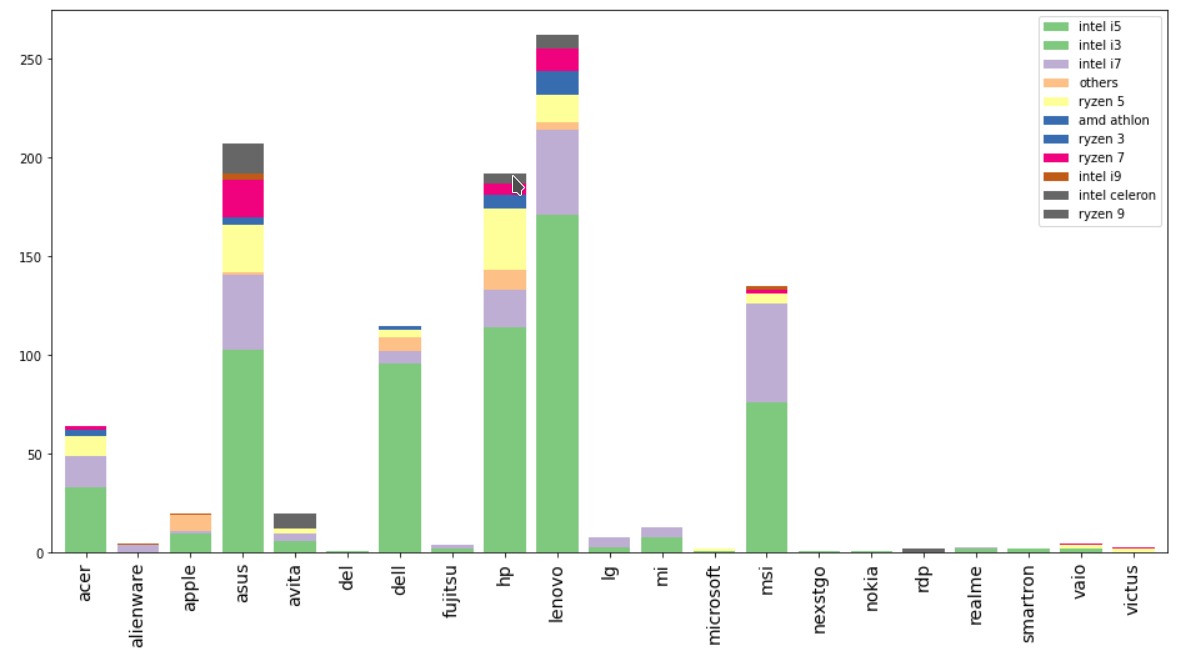 250
200
150
100
50
0
intel i5
intel i3
intel i7
others
ryzen 5
amd athlon
ryzen 3
ryzen 7
intel i9
intel celeron
ryzen 9
acer
alienware
apple
asus
avita
del
dell
fujitsu
hp
lenovo
lg
mi
microsoft
msi
nexstgo
nokia
rdp
realme
smartron
vaio
victus